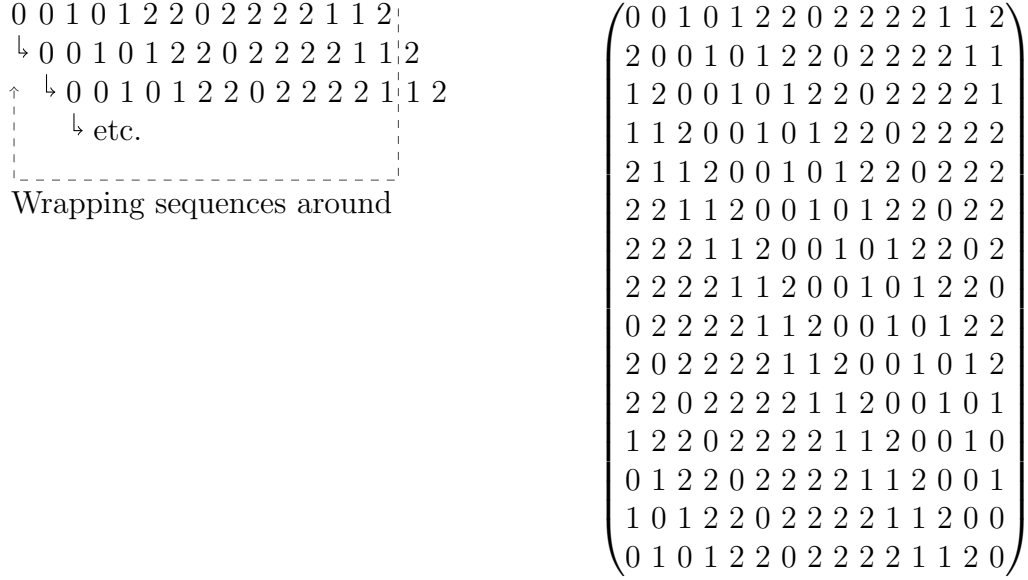 0 0 1 0 1 2 2 0 2 2 2 2 1 1 2
0 0 1 0 1 2 2 0 2 2 2 2 1 1 2
0 0 1 0 1 2 2 0 2 2 2 2 1 1 2
etc.
Wrapping sequences around
0 0 1 0 1 2 2 0 2 2 2 2 1 1 2
2 0 0 1 0 1 2 2 0 2 2 2 2 1 1
1 2 0 0 1 0 1 2 2 0 2 2 2 2 1
1 1 2 0 0 1 0 1 2 2 0 2 2 2 2
2 1 1 2 0 0 1 0 1 2 2 0 2 2 2
2 2 1 1 2 0 0 1 0 1 2 2 0 2 2
2 2 2 1 1 2 0 0 1 0 1 2 2 0 2
2 2 2 2 1 1 2 0 0 1 0 1 2 2 0
0 2 2 2 2 1 1 2 0 0 1 0 1 2 2
2 0 2 2 2 2 1 1 2 0 0 1 0 1 2
2 2 0 2 2 2 2 1 1 2 0 0 1 0 1
1 2 2 0 2 2 2 2 1 1 2 0 0 1 0
0 1 2 2 0 2 2 2 2 1 1 2 0 0 1
1 0 1 2 2 0 2 2 2 2 1 1 2 0 0
0 1 0 1 2 2 0 2 2 2 2 1 1 2 0